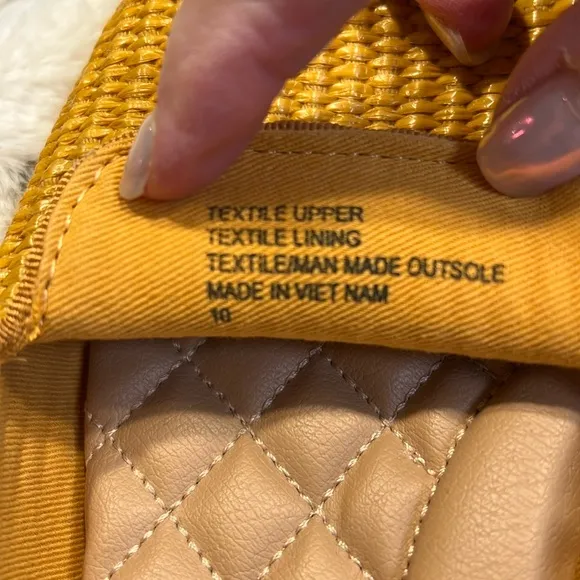 TEXTILE UPPER
TEXTILE LINING
TEXTILE/MAN MADE OUTSOLE
MADE IN VIET NAM
10